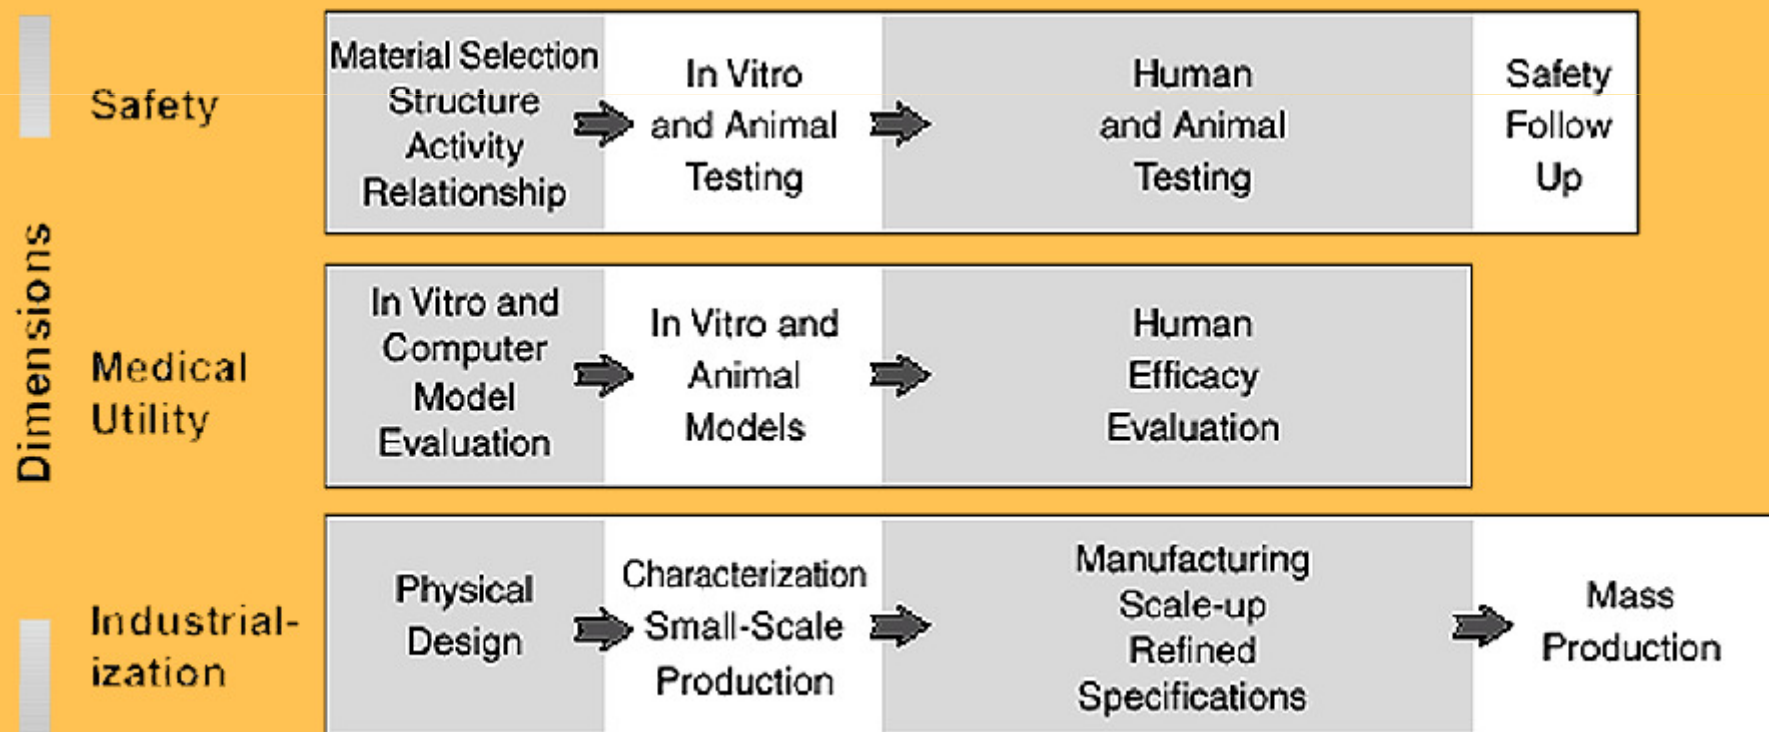 Dimensions
Safety
Material Selection
Structure
Activity
Relationship
In Vitro
and Animal
Testing
Human
and Animal
Testing
Safety
Follow
Up
Medical
Utility
In Vitro and
Computer
Model
Evaluation
In Vitro and
Animal
Models
Human
Efficacy
Evaluation
Industrial-
ization
Physical
Design
Characterization
Small-Scale
Production
Manufacturing
Scale-up
Refined
Specifications
Mass
Production